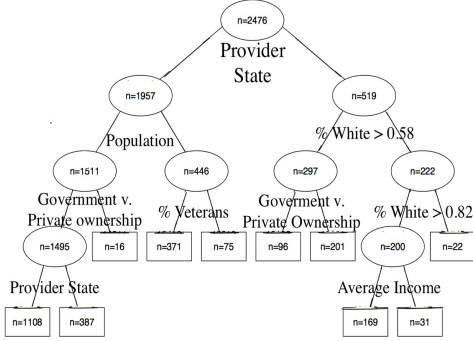 n=2476
Provider
State
n=1957
n=519
Population
% White > 0.58
n=1511
n=446
n=297
n=222
Government v.
Private ownership
% Veterans
Goverment v.
Private Ownership
% White > 0.82
n=1495
n=16
n=371
n=75
n=96
n=201
n=200
n=22
Provider State
Average Income
n=1108
n=387
n=169
n=31